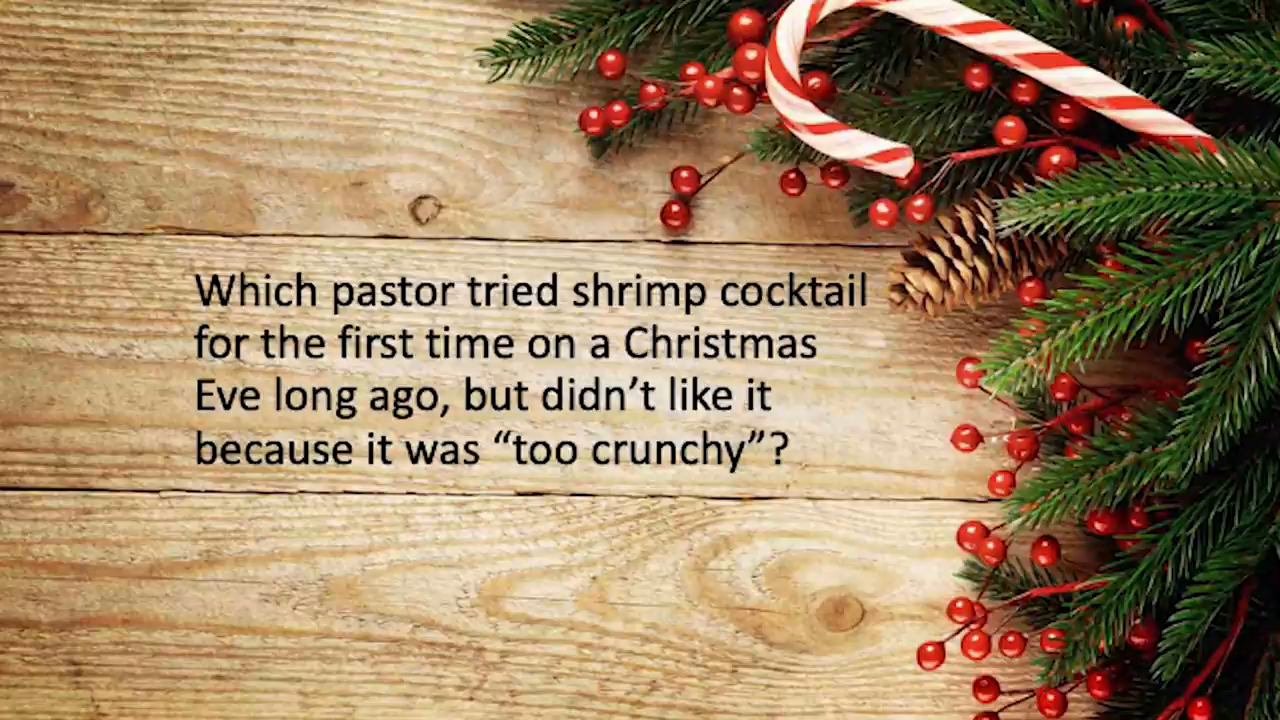 Which pastor tried shrimp cocktail
for the first time on a Christmas
Eve long ago, but didn’t like it
because it was “too crunchy”?